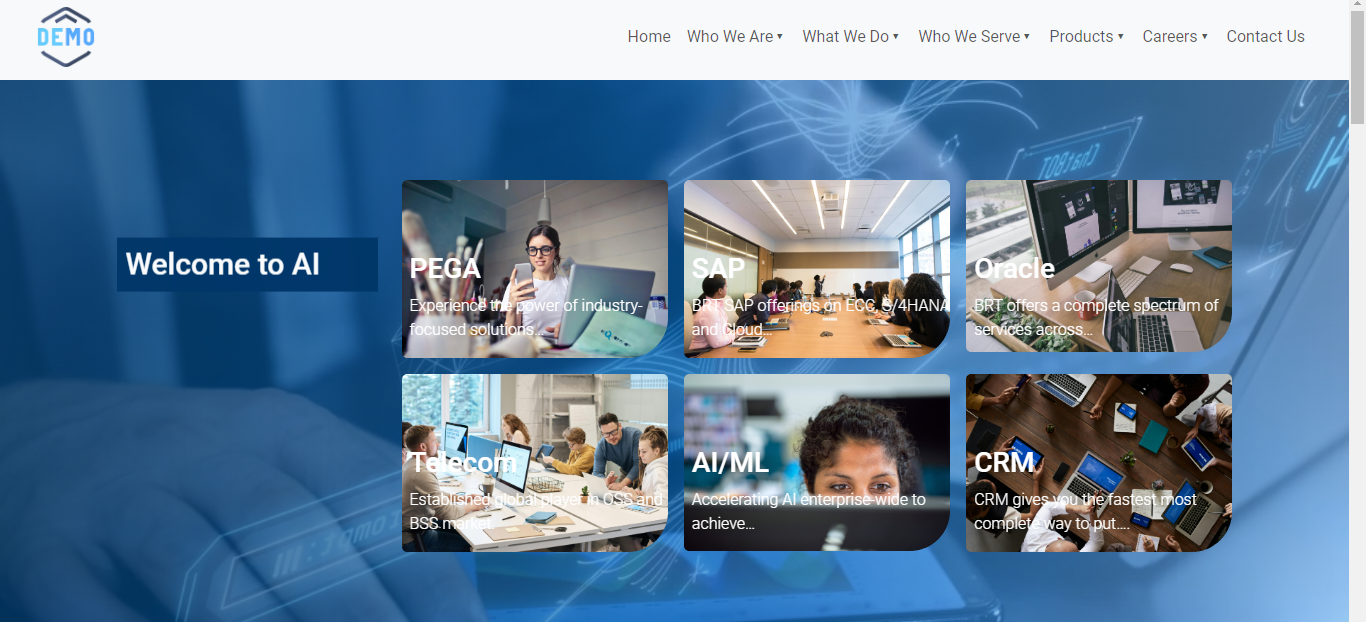 DEMO
Home Who We Are ▾ What We Do ▾ Who We Serve ▾ Products ▾ Careers ▾ Contact Us
ChatBOT
Welcome to AI
PEGA
Experience the power of industry-
focused solutions...
SAP
BRT SAP offerings on ECC, S/4HANA
and Cloud...
Oracle
BRT offers a complete spectrum of
services across...
Telecom
Established global player in OSS and
BSS market.
AI/ML
Accelerating AI enterprise-wide to
achieve...
CRM
CRM gives you the fastest most
complete way to put....